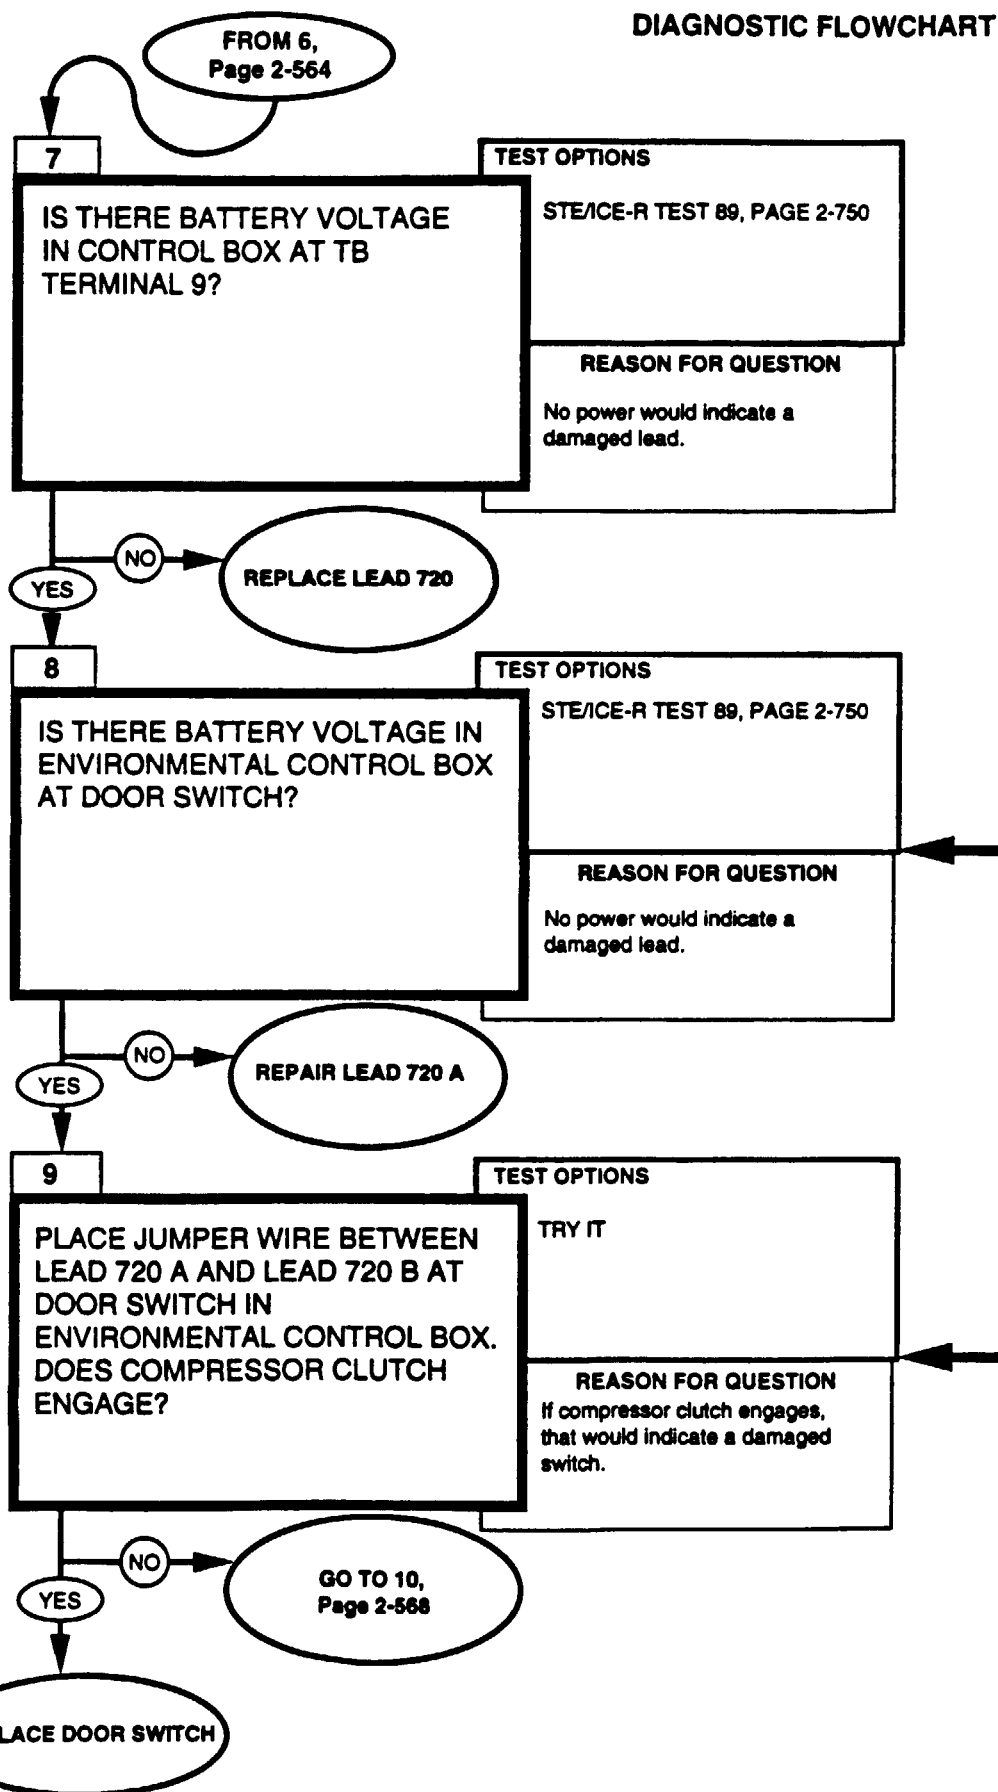 DIAGNOSTIC FLOWCHART
FROM 6,
Page 2-564
7
IS THERE BATTERY VOLTAGE
IN CONTROL BOX AT TB
TERMINAL 9?
TEST OPTIONS
STE/ICE-R TEST 89, PAGE 2-750
REASON FOR QUESTION
No power would indicate a
damaged lead.
NO
REPLACE LEAD 720
YES
8
IS THERE BATTERY VOLTAGE IN
ENVIRONMENTAL CONTROL BOX
AT DOOR SWITCH?
TEST OPTIONS
STE/ICE-R TEST 89, PAGE 2-750
REASON FOR QUESTION
No power would indicate a
damaged lead.
NO
REPAIR LEAD 720 A
YES
9
PLACE JUMPER WIRE BETWEEN
LEAD 720 A AND LEAD 720 B AT
DOOR SWITCH IN
ENVIRONMENTAL CONTROL BOX.
DOES COMPRESSOR CLUTCH
ENGAGE?
TEST OPTIONS
TRY IT
REASON FOR QUESTION
If compressor clutch engages,
that would indicate a damaged
switch.
NO
GO TO 10,
Page 2-568
YES
LACE DOOR SWITCH